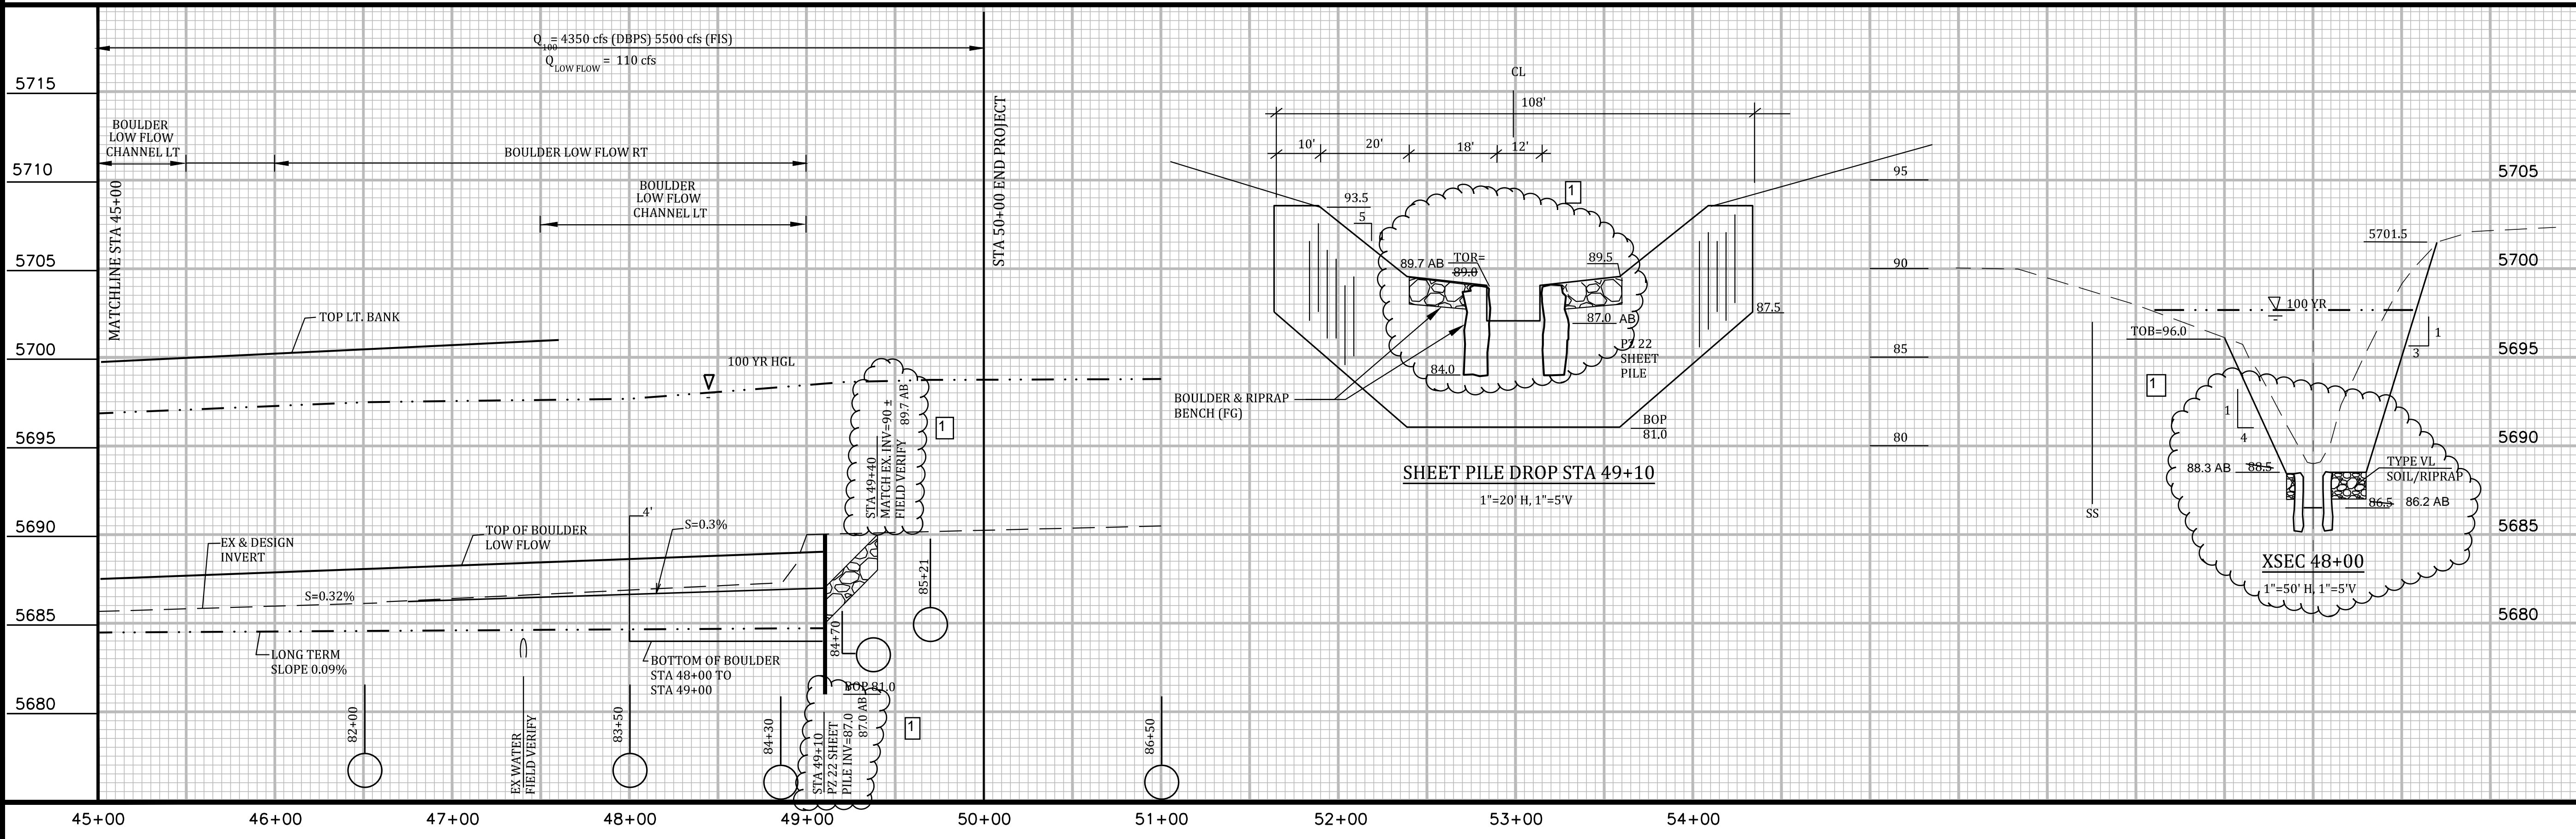 Q100 = 4350 cfs (DBPS) 5500 cfs (FIS)
QLOW FLOW = 110 cfs
5715
5710
5705
5700
5695
5690
5685
5680
BOULDER
LOW FLOW
CHANNEL LT
BOULDER LOW FLOW RT
BOULDER
LOW FLOW
CHANNEL LT
MATCHLINE STA 45+00
STA 50+00 END PROJECT
TOP LT. BANK
100 YR HGL
STA 49+40
MATCH EX. INV=90 ±
FIELD VERIFY
89.7 AB
1
4'
S=0.3%
TOP OF BOULDER
LOW FLOW
EX & DESIGN
INVERT
S=0.32%
LONG TERM
SLOPE 0.09%
BOTTOM OF BOULDER
STA 48+00 TO
STA 49+00
85+21
84+70
BOP 81.0
82+00
EX WATER
FIELD VERIFY
83+50
84+30
STA 49+10
PZ 22 SHEET
PILE INV=87.0
87.0 AB
1
86+50
45+00
46+00
47+00
48+00
49+00
50+00
51+00
52+00
53+00
54+00
CL
108'
10'
20'
18'
12'
93.5
5
1
89.7 AB
TOR=
89.0
89.5
87.0 AB
87.5
PZ 22
SHEET
PILE
84.0
BOULDER & RIPRAP
BENCH (FG)
BOP
81.0
SHEET PILE DROP STA 49+10
1"=20' H, 1"=5'V
95
90
85
80
5701.5
100 YR
TOB=96.0
1
3
1
1
4
88.3 AB
88.5
TYPE VL
SOIL/RIPRAP
86.5
86.2 AB
SS
XSEC 48+00
1"=50' H, 1"=5'V
5705
5700
5695
5690
5685
5680